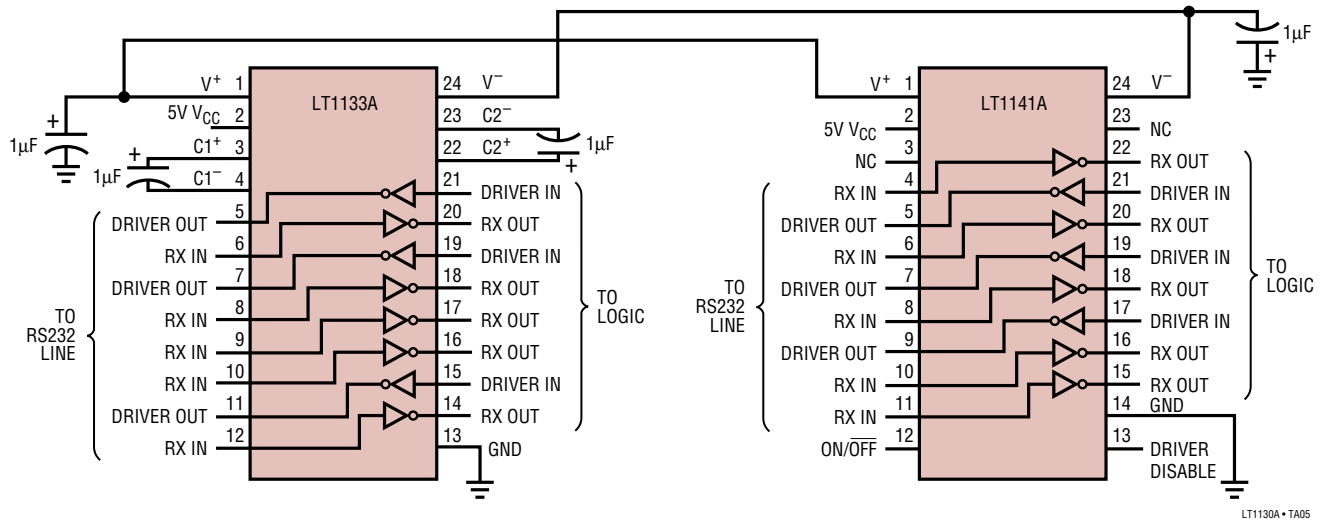 1µF
V+ 1
LT1133A
24 V−
V+ 1
LT1141A
24 V−
5V VCC 2
23 C2−
5V VCC 2
23 NC
+
1µF
C1+ 3
22 C2+
1µF
+
NC 3
22 RX OUT
+
1µF
C1− 4
21 DRIVER IN
RX IN 4
21 DRIVER IN
DRIVER OUT 5
20 RX OUT
DRIVER OUT 5
20 RX OUT
RX IN 6
19 DRIVER IN
RX IN 6
19 DRIVER IN
DRIVER OUT 7
18 RX OUT
DRIVER OUT 7
18 RX OUT
TO
RS232
LINE
RX IN 8
17 RX OUT
TO
LOGIC
TO
RS232
LINE
RX IN 8
17 DRIVER IN
TO
LOGIC
RX IN 9
16 RX OUT
DRIVER OUT 9
16 RX OUT
RX IN 10
15 DRIVER IN
RX IN 10
15 RX OUT
DRIVER OUT 11
14 RX OUT
RX IN 11
14 GND
RX IN 12
13 GND
ON/OFF 12
13 DRIVER
DISABLE
+
LT1130A • TA05